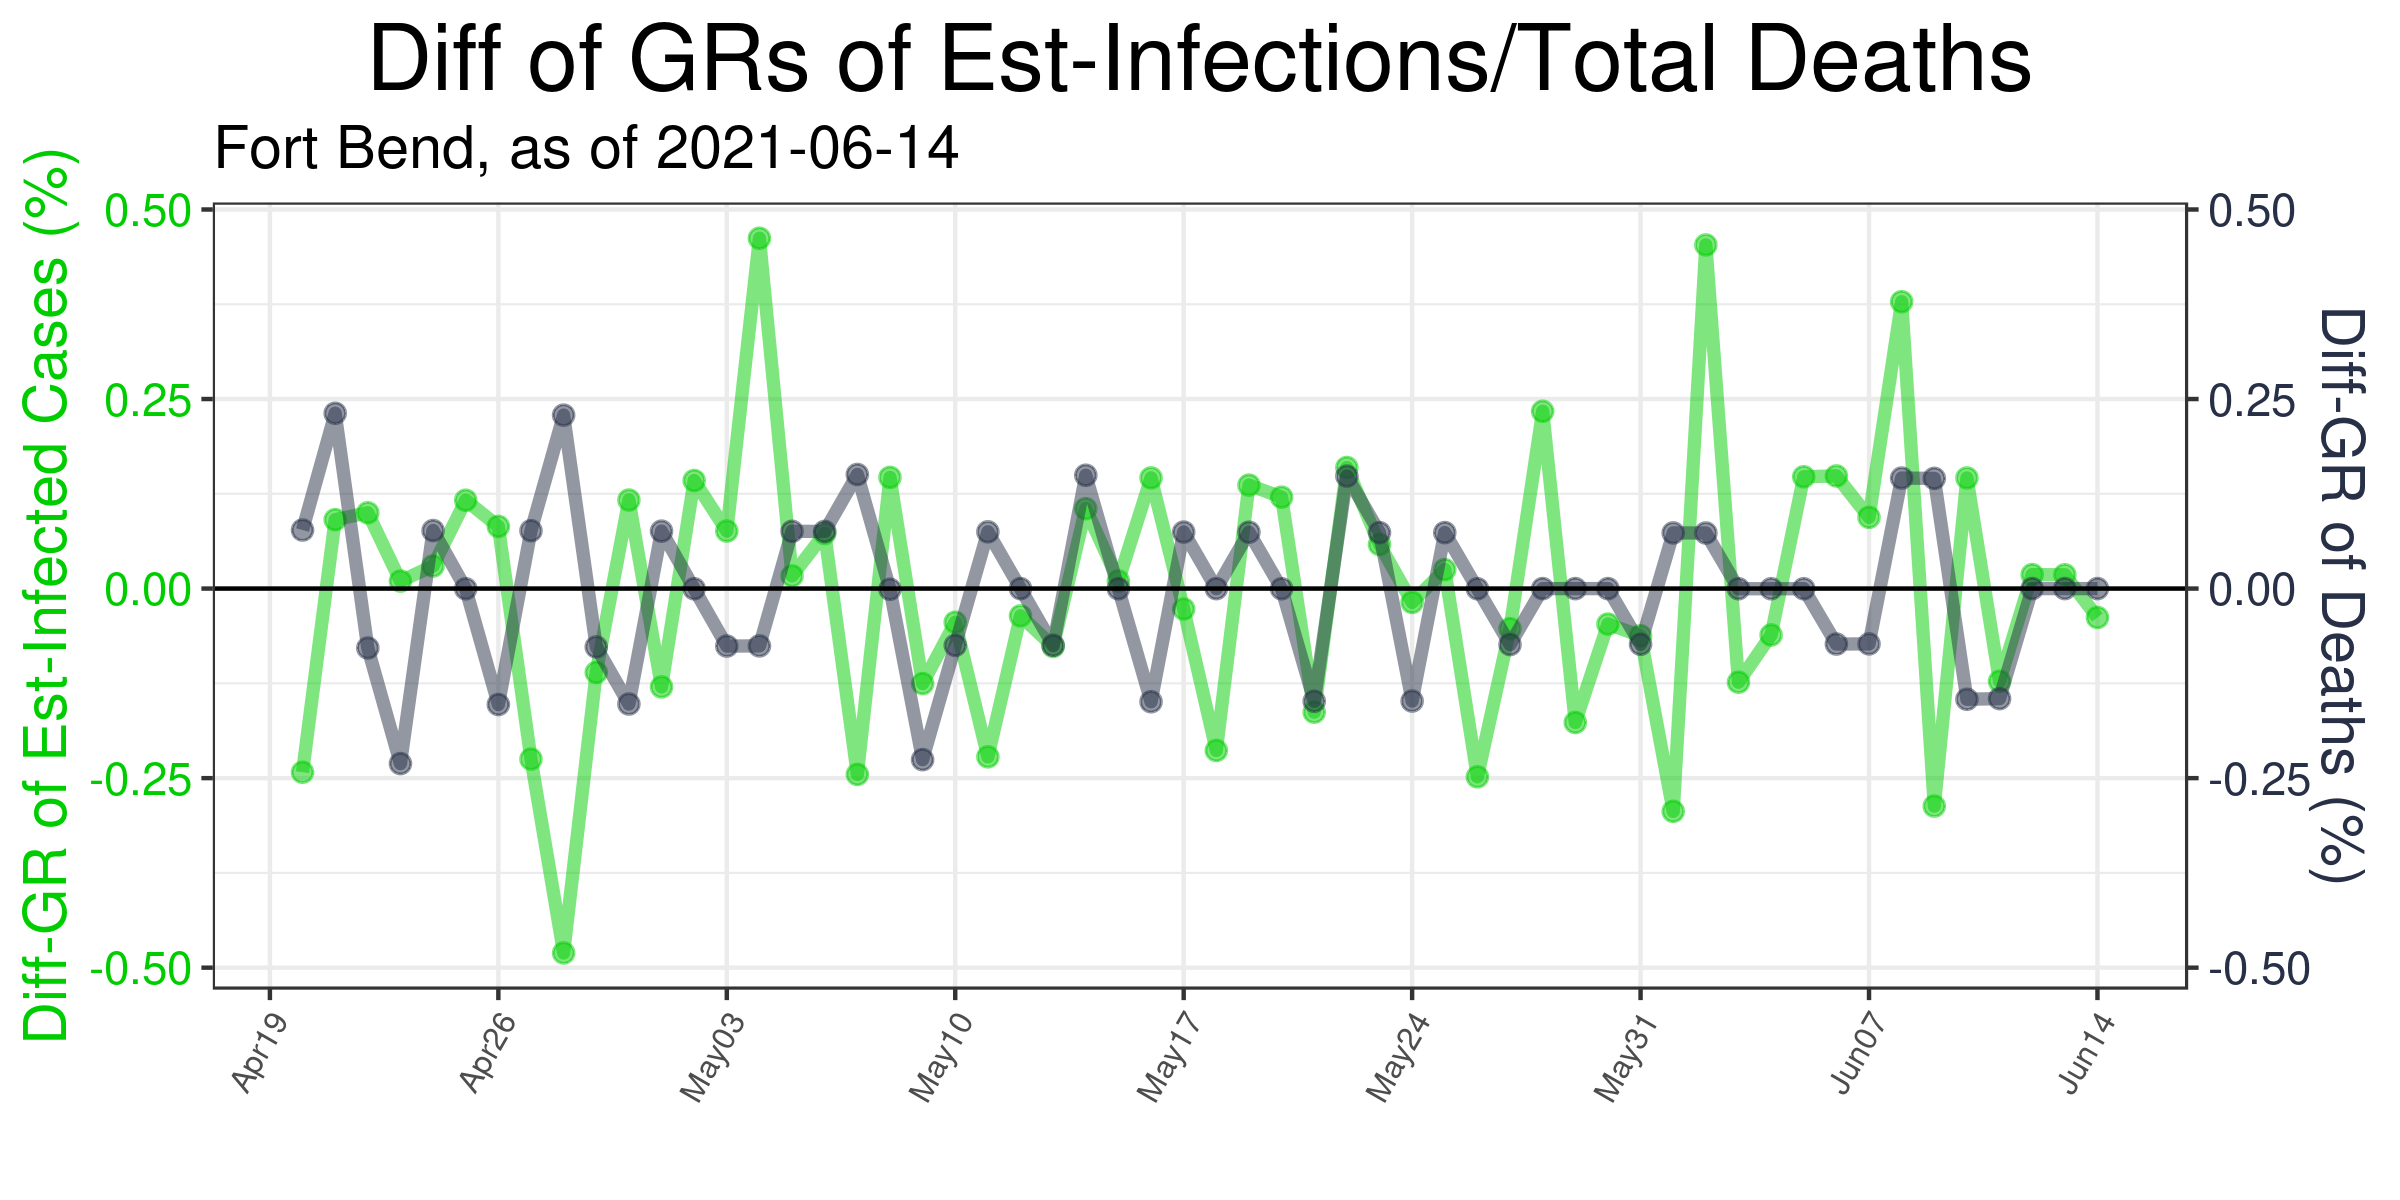 Diff of GRs of Est-Infections/Total Deaths
Fort Bend, as of 2021-06-14
Diff-GR of Est-Infected Cases (%)
0.50
0.25
0.00
-0.25
-0.50
0.50
0.25
0.00
-0.25
-0.50
Diff-GR of Deaths (%)
Apr19
Apr26
May03
May10
May17
May24
May31
Jun07
Jun14